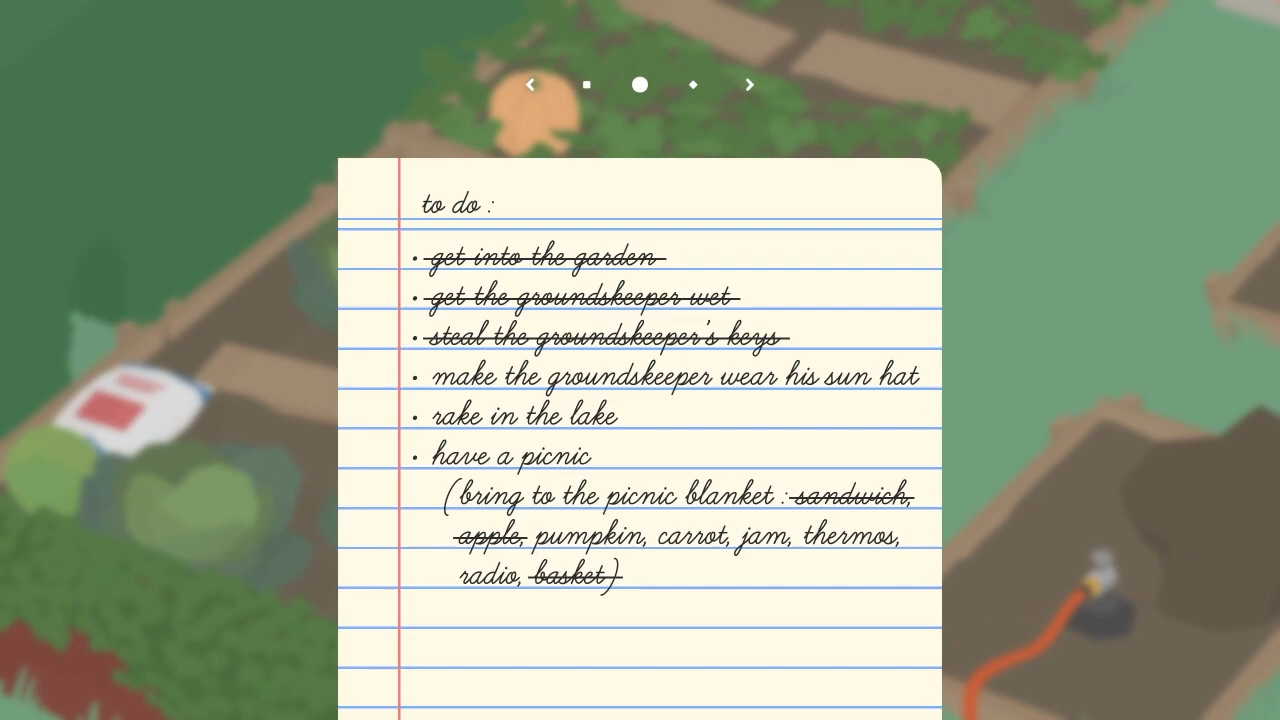 to do :
• get into the garden
• get the groundskeeper wet
• steal the groundskeeper's keys
• make the groundskeeper wear his sun hat
• rake in the lake
• have a picnic
(bring to the picnic blanket : sandwich,
apple, pumpkin, carrot, jam, thermos,
radio, basket)